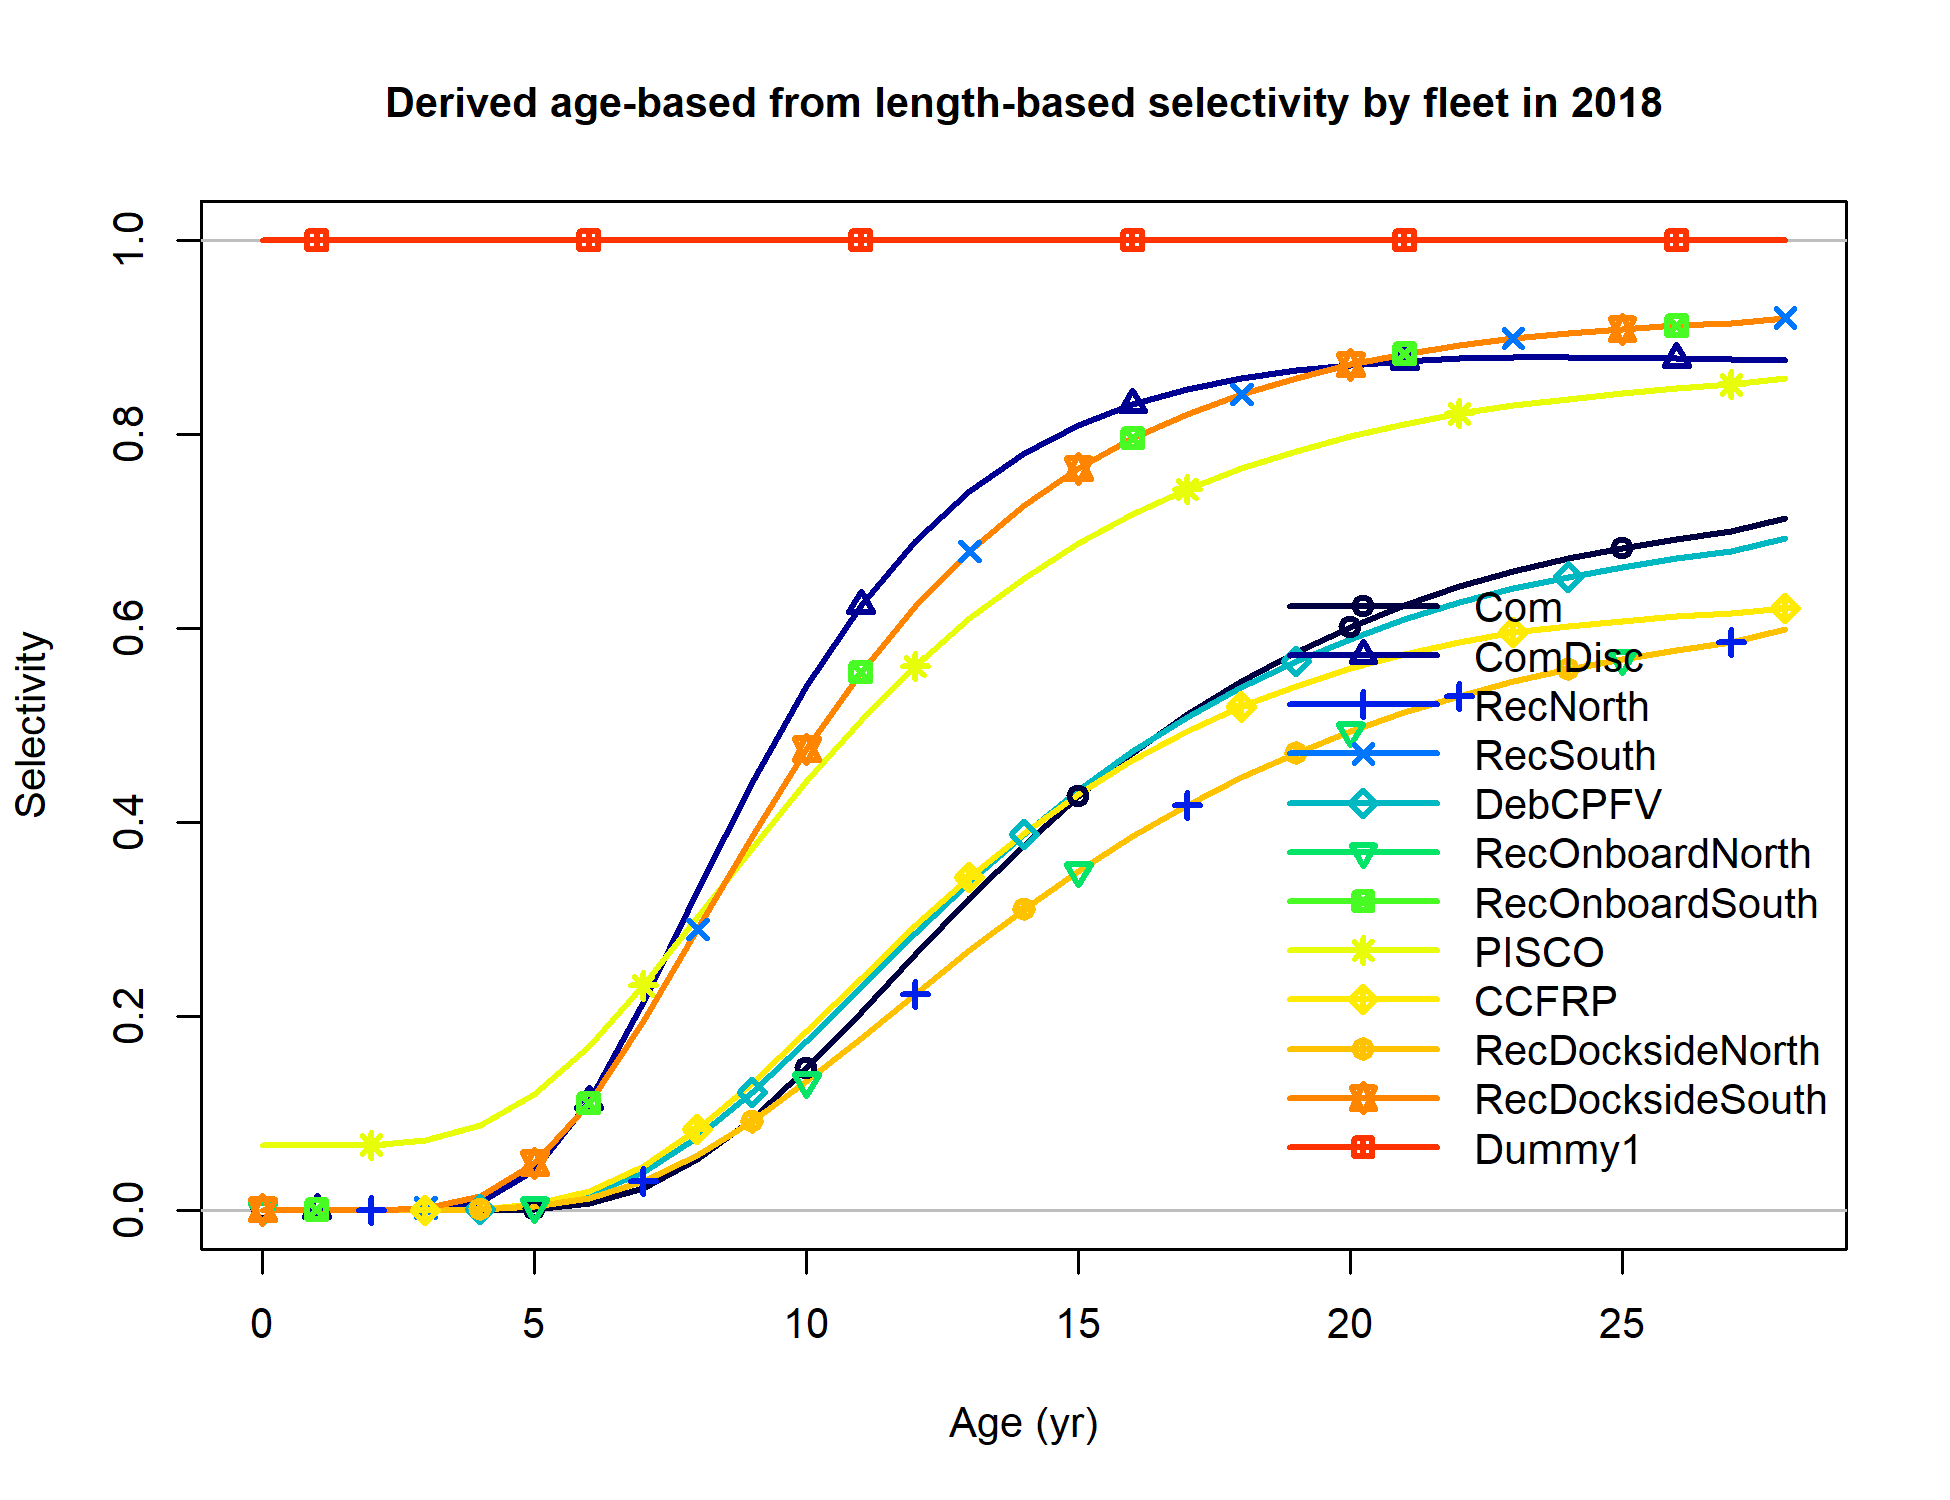 Derived age-based from length-based selectivity by fleet in 2018
Selectivity
1.0
0.8
0.6
0.4
0.2
0.0
Com
ComDisc
RecNorth
RecSouth
DebCPFV
RecOnboardNorth
RecOnboardSouth
PISCO
CCFRP
RecDocksideNorth
RecDocksideSouth
Dummy1
0 5 10 15 20 25
Age (yr)